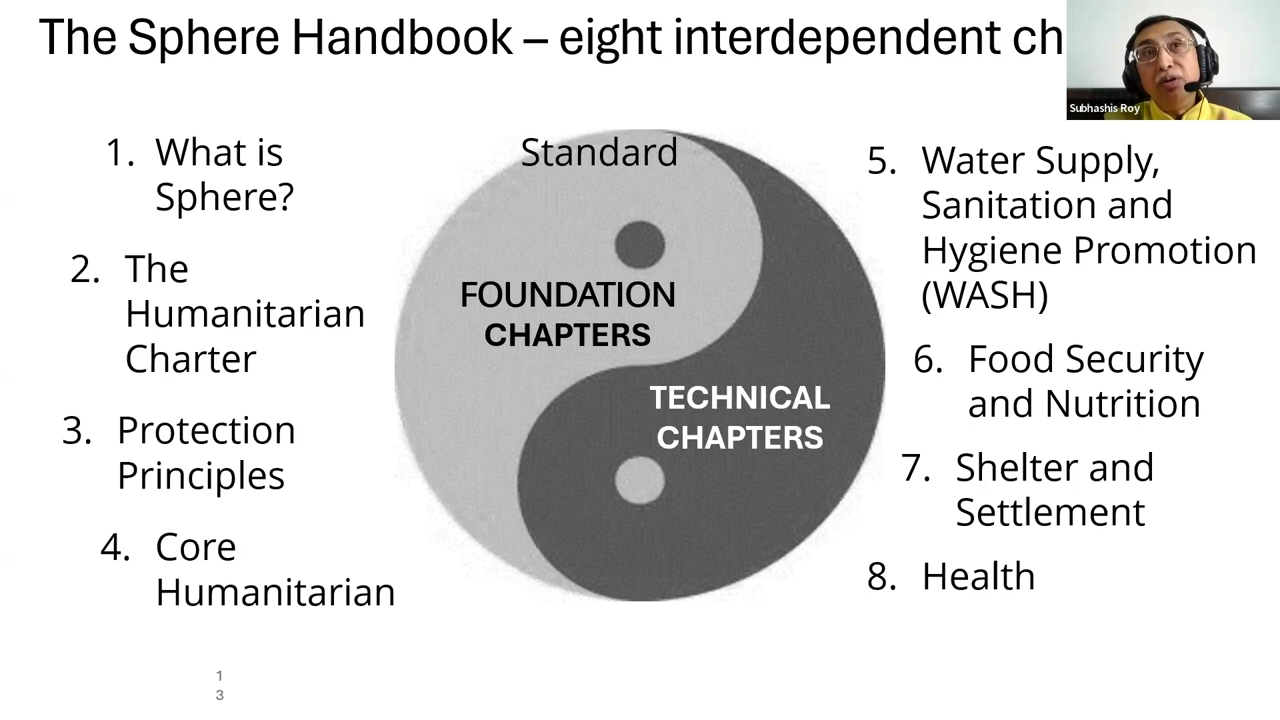 The Sphere Handbook – eight interdependent ch
Subhashis Roy
1. What is
Sphere?
2. The
Humanitarian
Charter
3. Protection
Principles
4. Core
Humanitarian
Standard
FOUNDATION
CHAPTERS
TECHNICAL
CHAPTERS
5. Water Supply,
Sanitation and
Hygiene Promotion
(WASH)
6. Food Security
and Nutrition
7. Shelter and
Settlement
8. Health
1
3